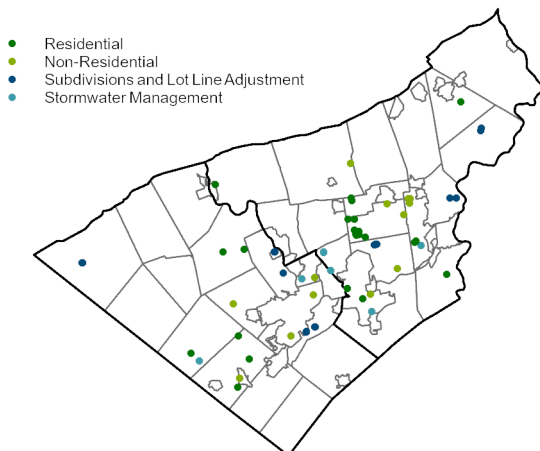 Residential
Non-Residential
Subdivisions and Lot Line Adjustment
Stormwater Management